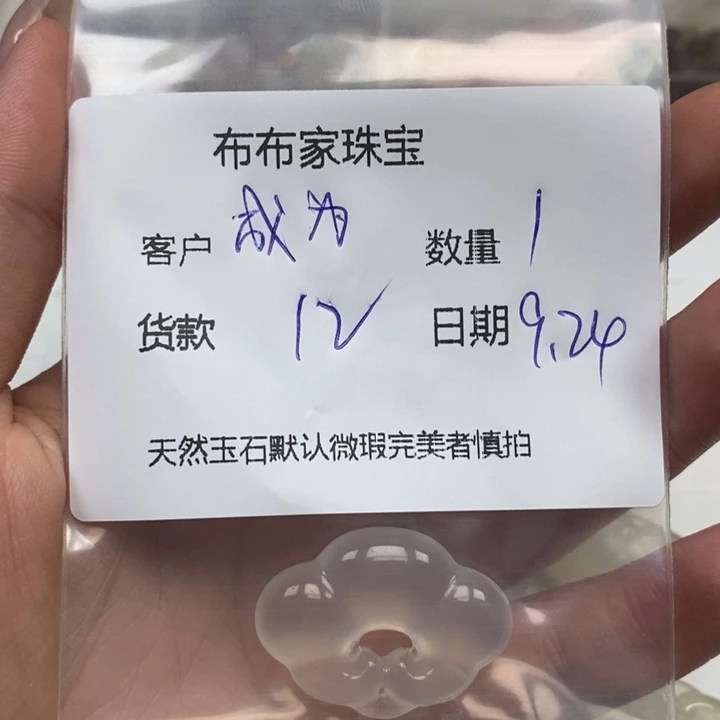 布布家珠宝
客户 成为 数量 1
货款 12 日期 9.24
天然玉石默认微瑕完美者慎拍